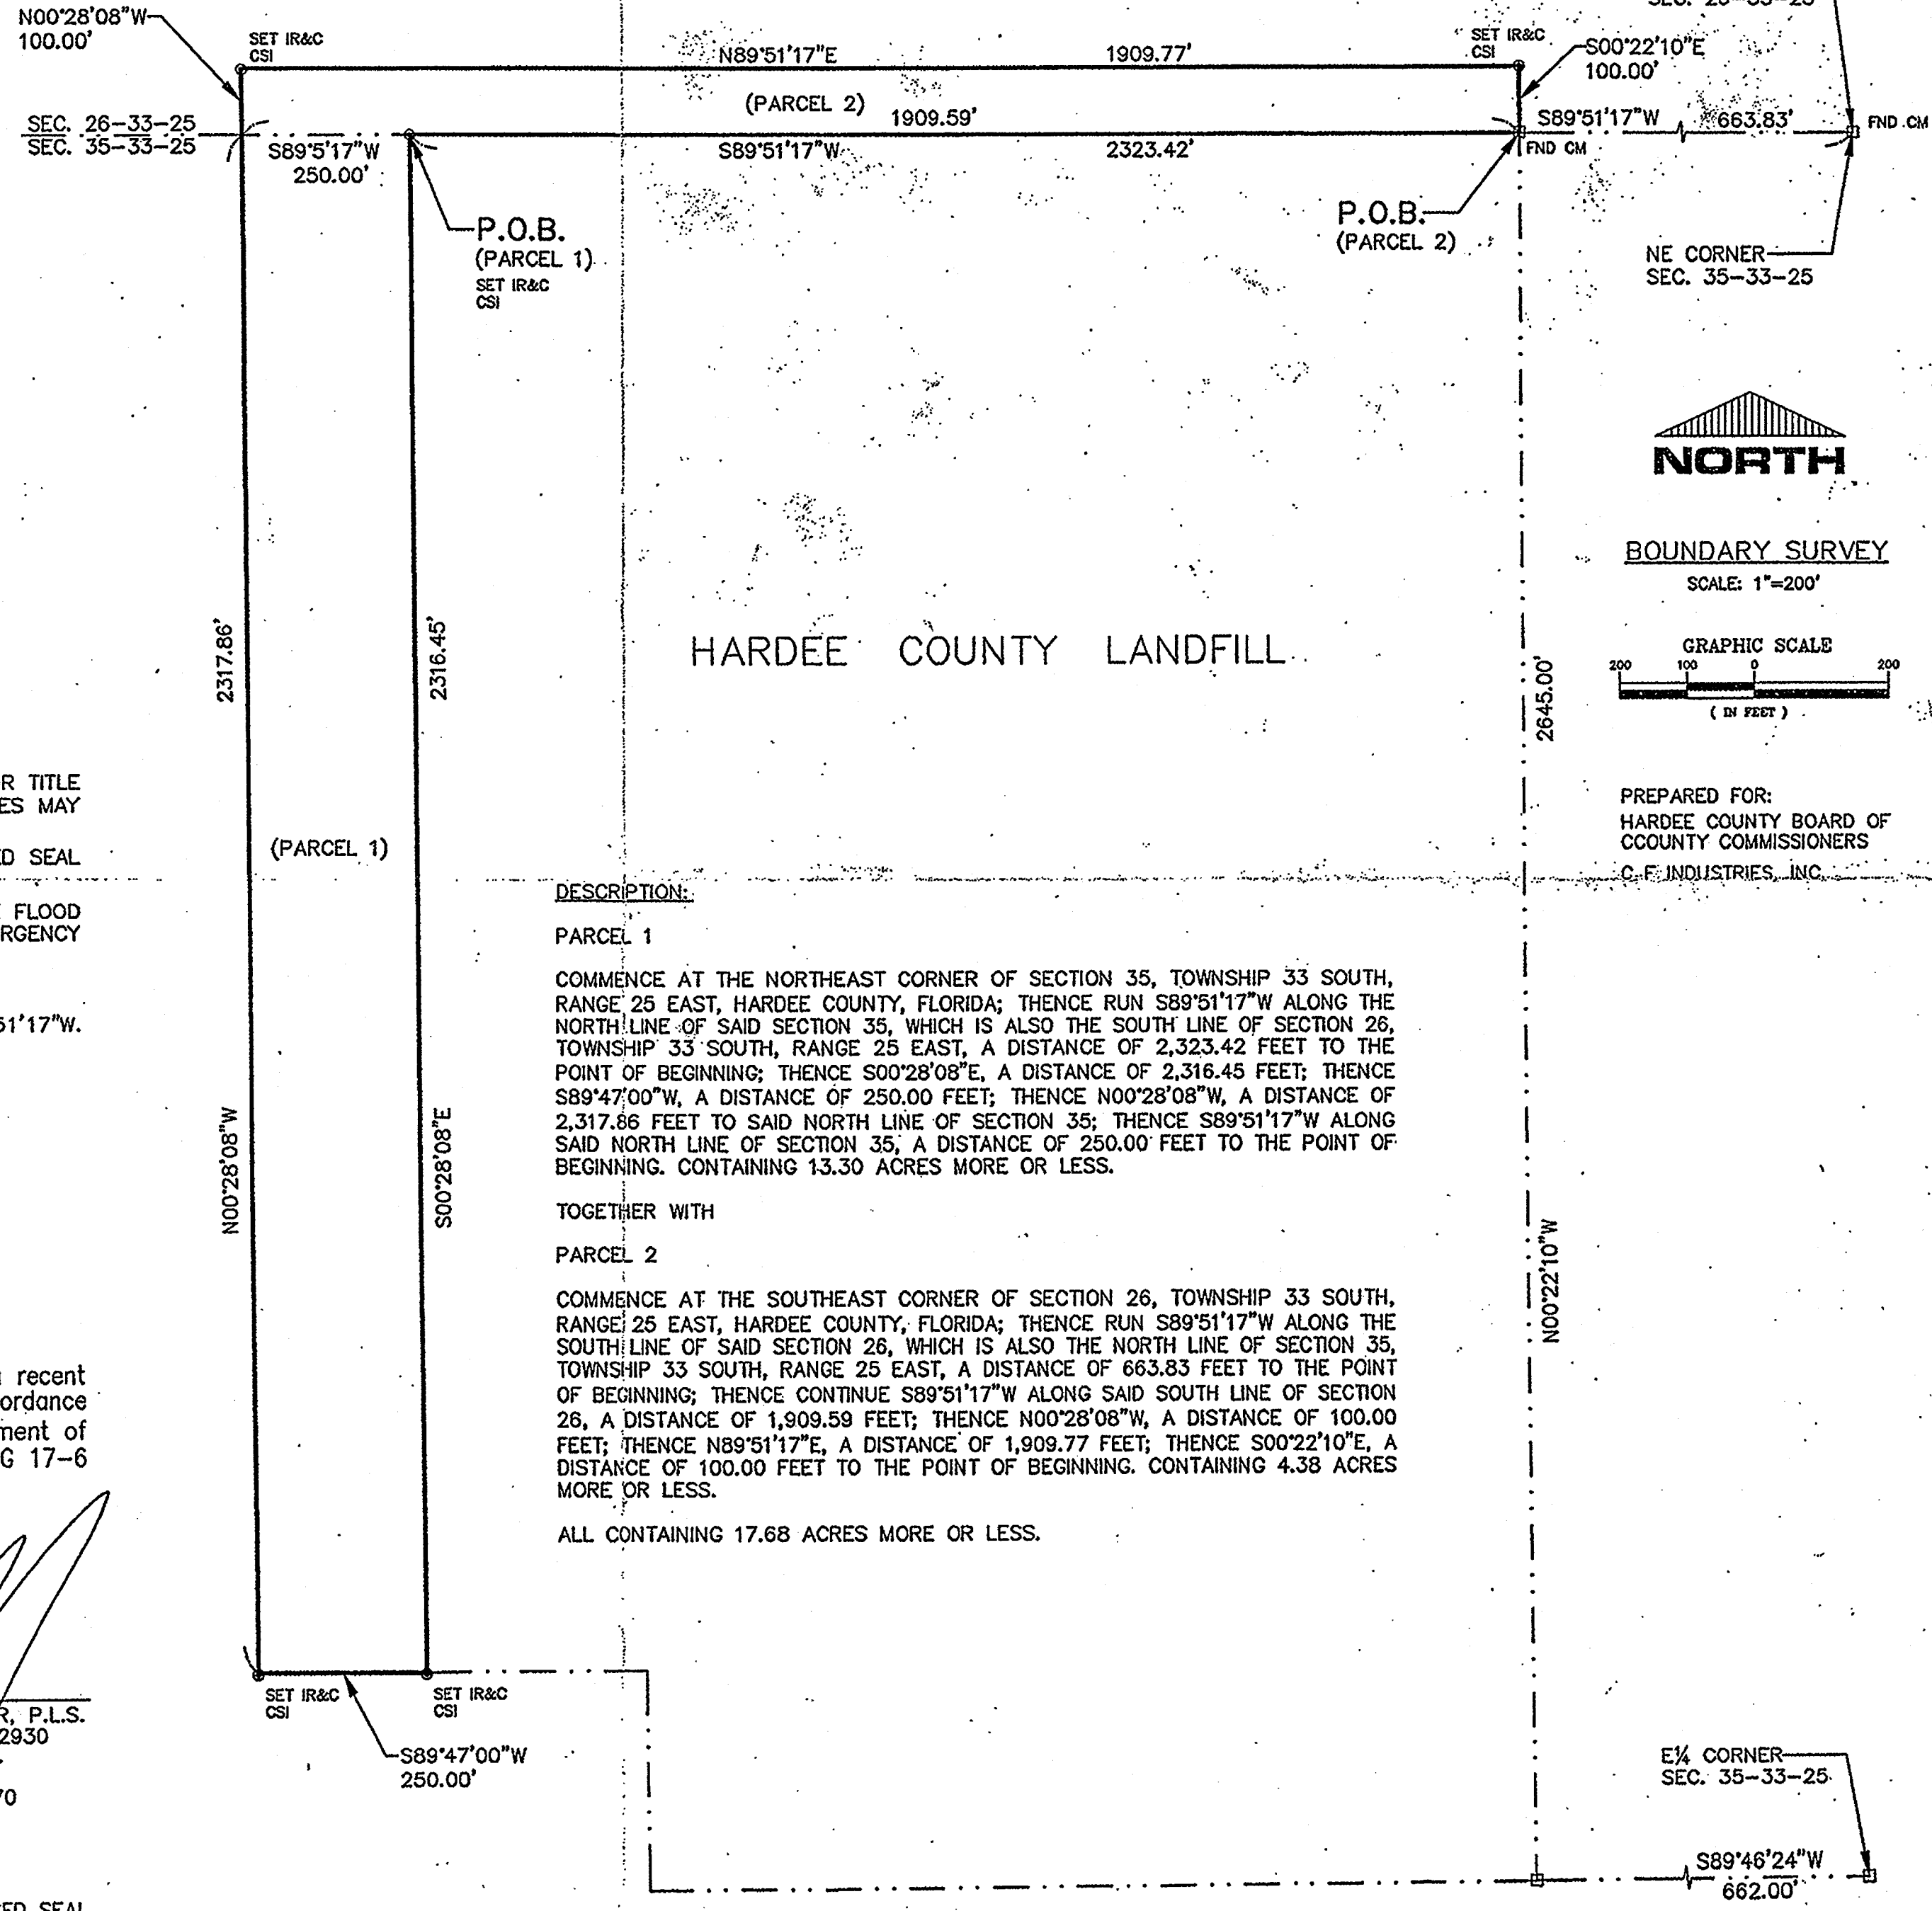 SEC. 26-33-25
N00°28'08"W
100.00'
SET IR&C
CSI
N89°51'17"E
1909.77'
SET IR&C
CSI
S00°22'10"E
100.00'
(PARCEL 2)
1909.59'
SEC. 26-33-25
SEC. 35-33-25
S89°5'17"W
250.00'
S89°51'17"W
2323.42'
S89°51'17"W
663.83'
FND CM
FND CM
P.O.B.
(PARCEL 1)
SET IR&C
CSI
P.O.B.
(PARCEL 2)
NE CORNER
SEC. 35-33-25
NORTH
BOUNDARY SURVEY
SCALE: 1"=200'
GRAPHIC SCALE
200 100 0 200
( IN FEET )
HARDEE COUNTY LANDFILL
2317.86'
2316.45'
2645.00'
PREPARED FOR:
HARDEE COUNTY BOARD OF
CCOUNTY COMMISSIONERS
C F INDUSTRIES, INC.
R TITLE
ES MAY
ED SEAL
FLOOD
RGENCY
51'17"W.
(PARCEL 1)
N00°28'08"W
S00°28'08"E
N00°22'10"W
DESCRIPTION:
PARCEL 1
COMMENCE AT THE NORTHEAST CORNER OF SECTION 35, TOWNSHIP 33 SOUTH,
RANGE 25 EAST, HARDEE COUNTY, FLORIDA; THENCE RUN S89°51'17"W ALONG THE
NORTH LINE OF SAID SECTION 35, WHICH IS ALSO THE SOUTH LINE OF SECTION 26,
TOWNSHIP 33 SOUTH, RANGE 25 EAST, A DISTANCE OF 2,323.42 FEET TO THE
POINT OF BEGINNING; THENCE S00°28'08"E, A DISTANCE OF 2,316.45 FEET; THENCE
S89°47'00"W, A DISTANCE OF 250.00 FEET; THENCE N00°28'08"W, A DISTANCE OF
2,317.86 FEET TO SAID NORTH LINE OF SECTION 35; THENCE S89°51'17"W ALONG
SAID NORTH LINE OF SECTION 35, A DISTANCE OF 250.00 FEET TO THE POINT OF
BEGINNING. CONTAINING 13.30 ACRES MORE OR LESS.
TOGETHER WITH
PARCEL 2
COMMENCE AT THE SOUTHEAST CORNER OF SECTION 26, TOWNSHIP 33 SOUTH,
RANGE 25 EAST, HARDEE COUNTY, FLORIDA; THENCE RUN S89°51'17"W ALONG THE
SOUTH LINE OF SAID SECTION 26, WHICH IS ALSO THE NORTH LINE OF SECTION 35,
TOWNSHIP 33 SOUTH, RANGE 25 EAST, A DISTANCE OF 663.83 FEET TO THE POINT
OF BEGINNING; THENCE CONTINUE S89°51'17"W ALONG SAID SOUTH LINE OF SECTION
26, A DISTANCE OF 1,909.59 FEET; THENCE N00°28'08"W, A DISTANCE OF 100.00
FEET; THENCE N89°51'17"E, A DISTANCE OF 1,909.77 FEET; THENCE S00°22'10"E, A
DISTANCE OF 100.00 FEET TO THE POINT OF BEGINNING. CONTAINING 4.38 ACRES
MORE OR LESS.
ALL CONTAINING 17.68 ACRES MORE OR LESS.
recent
ordance
ment of
G 17-6
R, P.L.S.
2930
70
SET IR&C
CSI
SET IR&C
CSI
S89°47'00"W
250.00'
E¼ CORNER
SEC. 35-33-25
S89°46'24"W
662.00'